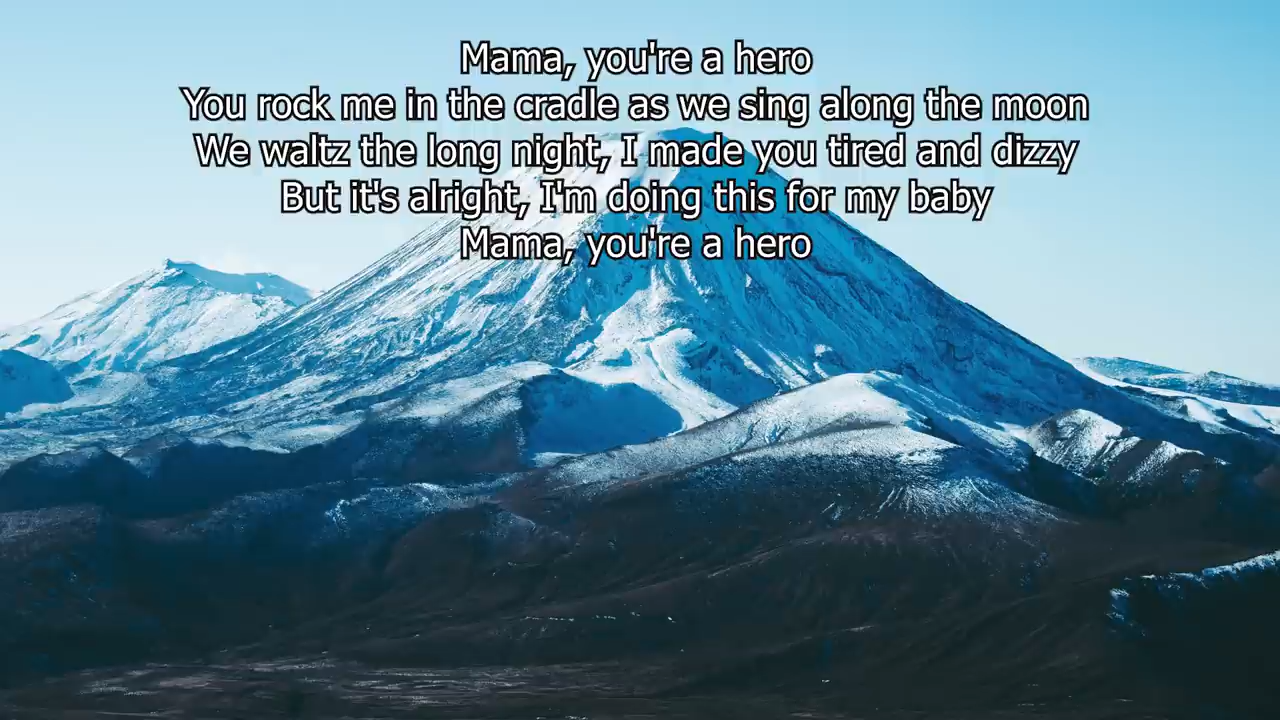 Mama, you're a hero
You rock me in the cradle as we sing along the moon
We waltz the long night, I made you tired and dizzy
But it's alright, I'm doing this for my baby
Mama, you're a hero